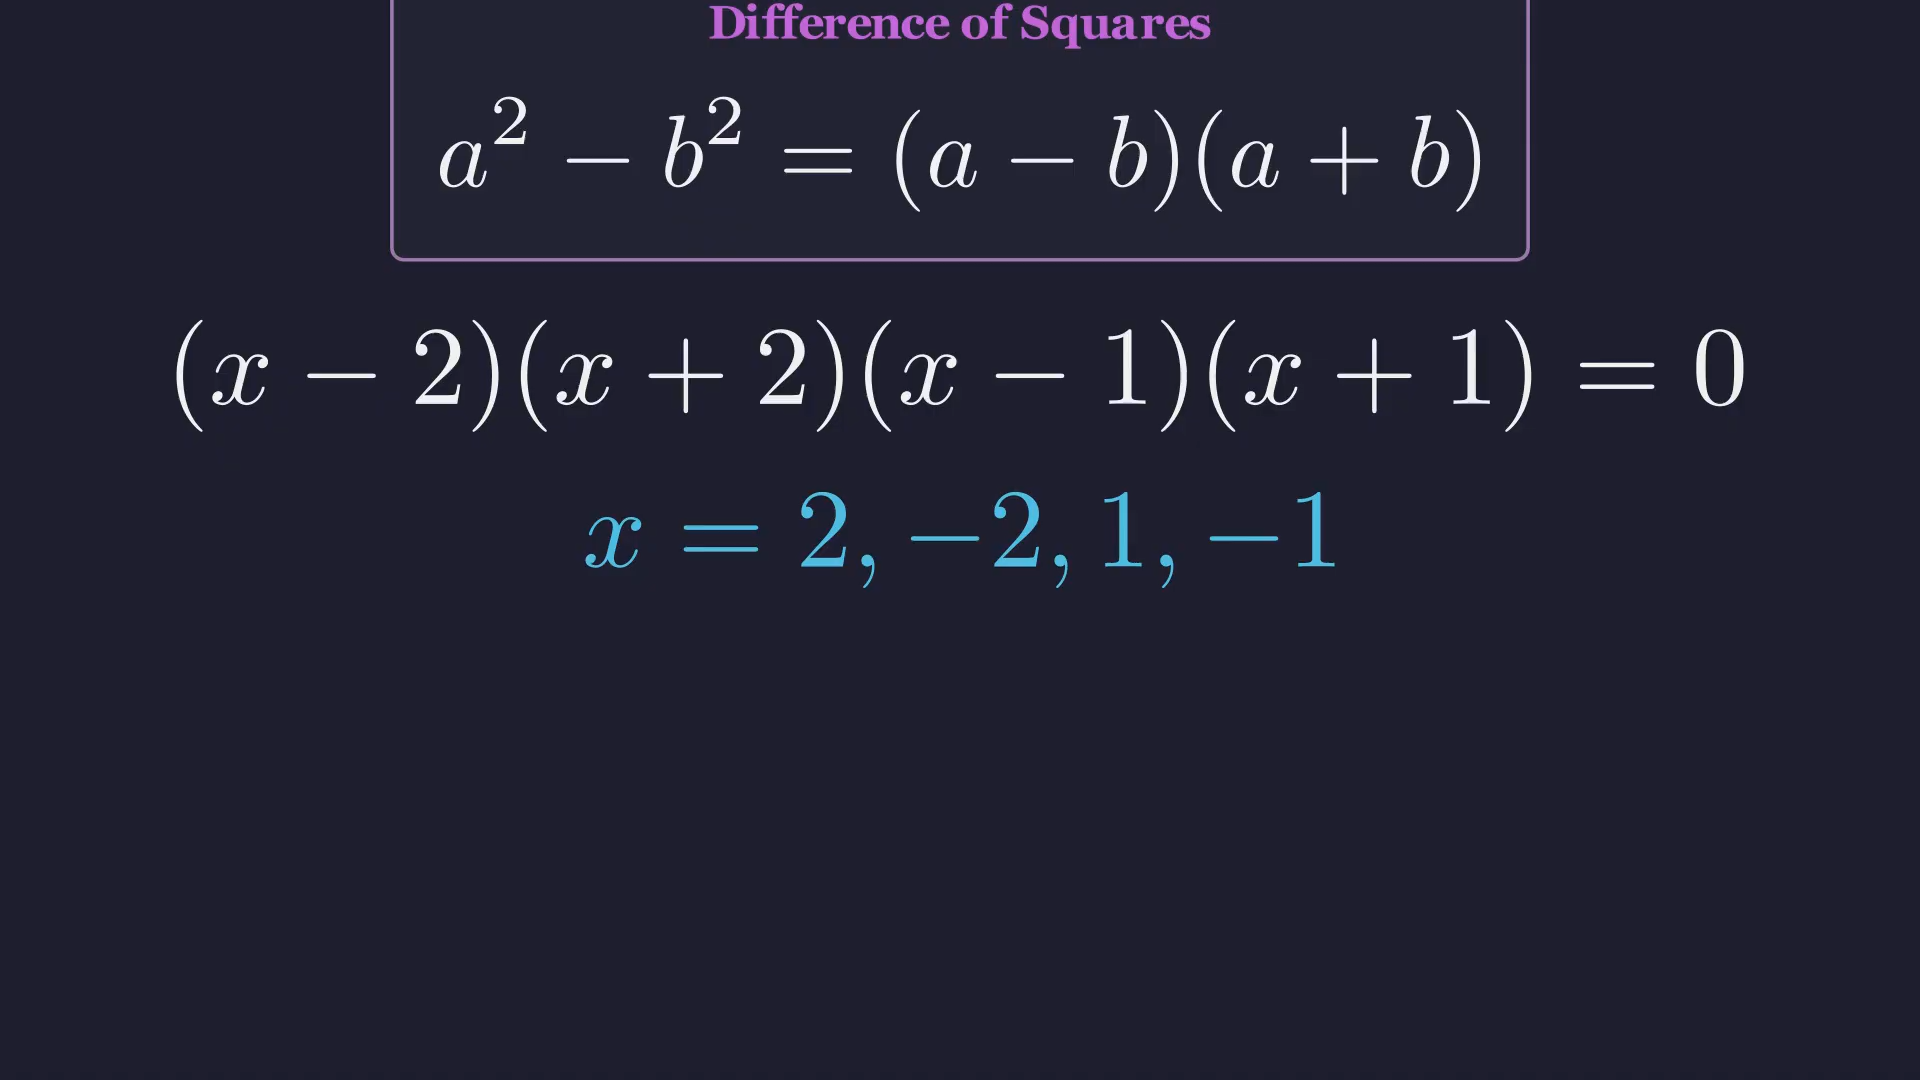 Difference of Squares
a² − b² = (a − b)(a + b)
(x − 2)(x + 2)(x − 1)(x + 1) = 0
x = 2, −2, 1, −1